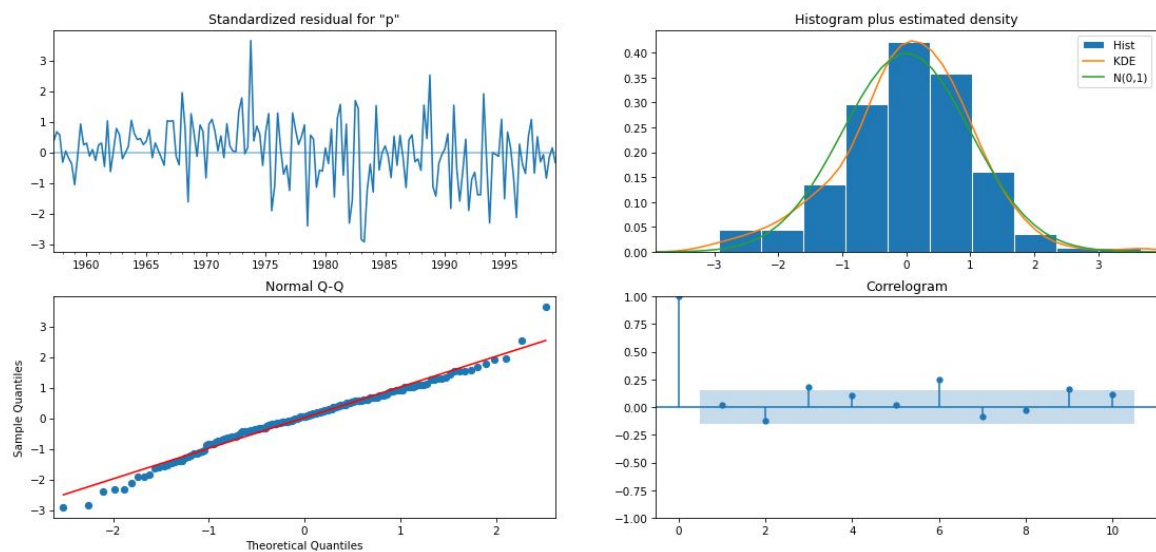 Standardized residual for "p"
3
2
1
0
−1
−2
−3
1960 1965 1970 1975 1980 1985 1990 1995
Histogram plus estimated density
Hist
KDE
N(0,1)
0.40
0.35
0.30
0.25
0.20
0.15
0.10
0.05
0.00
−3 −2 −1 0 1 2 3
Normal Q-Q
Sample Quantiles
3
2
1
0
−1
−2
−3
−2 −1 0 1 2
Theoretical Quantiles
Correlogram
1.00
0.75
0.50
0.25
0.00
−0.25
−0.50
−0.75
−1.00
0 2 4 6 8 10